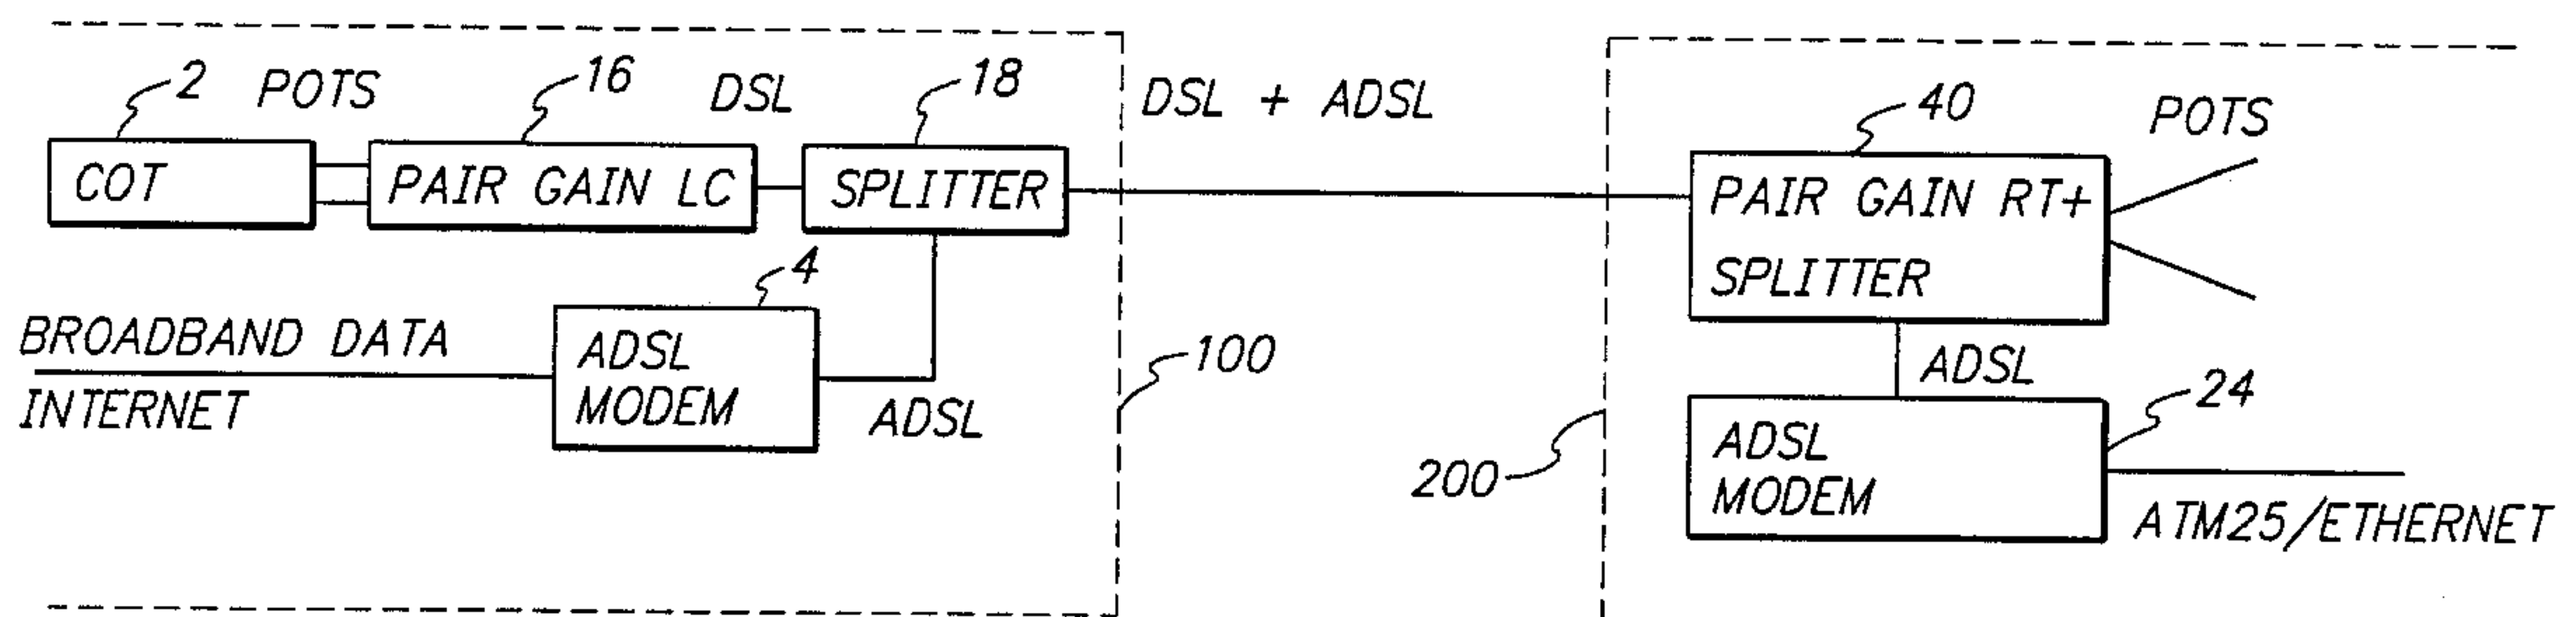 2
POTS
16
DSL
18
DSL + ADSL
40
POTS
COT
PAIR GAIN LC
SPLITTER
PAIR GAIN RT+
SPLITTER
4
BROADBAND DATA
INTERNET
ADSL
MODEM
ADSL
100
200
ADSL
24
ADSL
MODEM
ATM25/ETHERNET